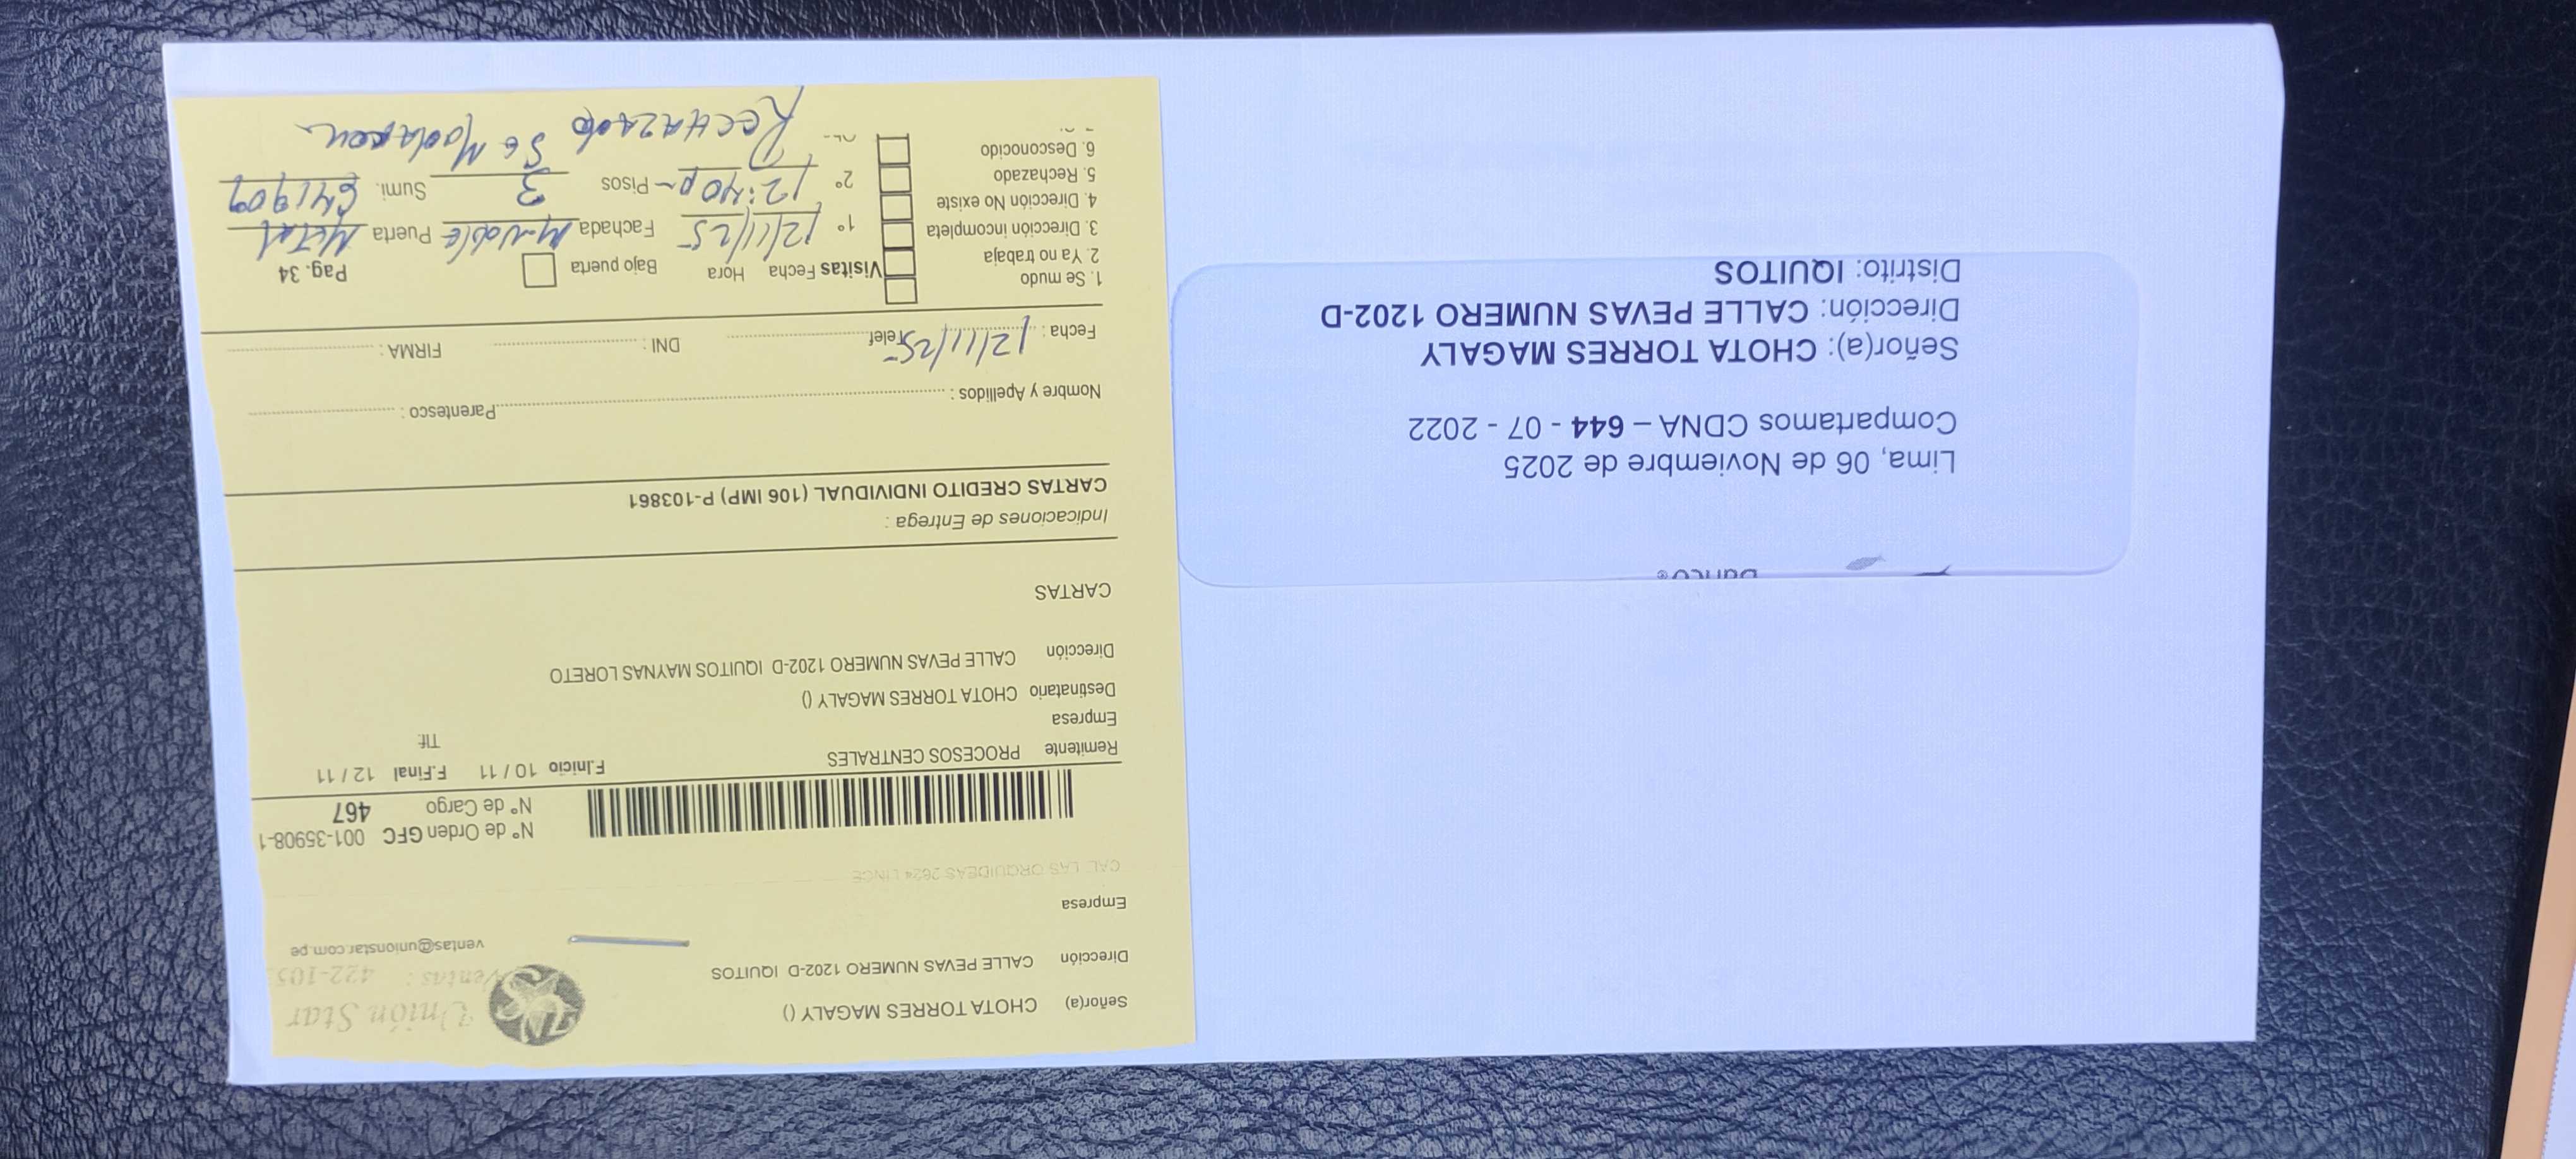 Señor(a) CHOTA TORRES MAGALY ()
Dirección CALLE PEVAS NUMERO 1202-D IQUITOS
Empresa
Unión Star
Ventas : 422-105
ventas@unionstar.com.pe
CAL. LAS ORQUIDEAS 2624 LINCE
N° de Orden GFC 001-35908-1
N° de Cargo 467
Remitente PROCESOS CENTRALES
F.Inicio 10 / 11 F.Final 12 / 11
Empresa
Tlf:
Destinatario CHOTA TORRES MAGALY ()
Dirección CALLE PEVAS NUMERO 1202-D IQUITOS MAYNAS LORETO
CARTAS
Indicaciones de Entrega :
CARTAS CREDITO INDIVIDUAL (106 IMP) P-103861
Nombre y Apellidos : Parentesco :
Fecha : 12/11/25 Telef DNI : FIRMA :
1. Se mudo
2. Ya no trabaja
3. Dirección incompleta
4. Dirección No existe
5. Rechazado
6. Desconocido
Visitas Fecha Hora Bajo puerta Pag. 34
1° 12/11/25 Fachada Puerta Metal
2° 12:40 p Pisos 3 Sumi. 641909
Rechazado Se
banco
Lima, 06 de Noviembre de 2025
Compartamos CDNA – 644 - 07 - 2022
Señor(a): CHOTA TORRES MAGALY
Dirección: CALLE PEVAS NUMERO 1202-D
Distrito: IQUITOS